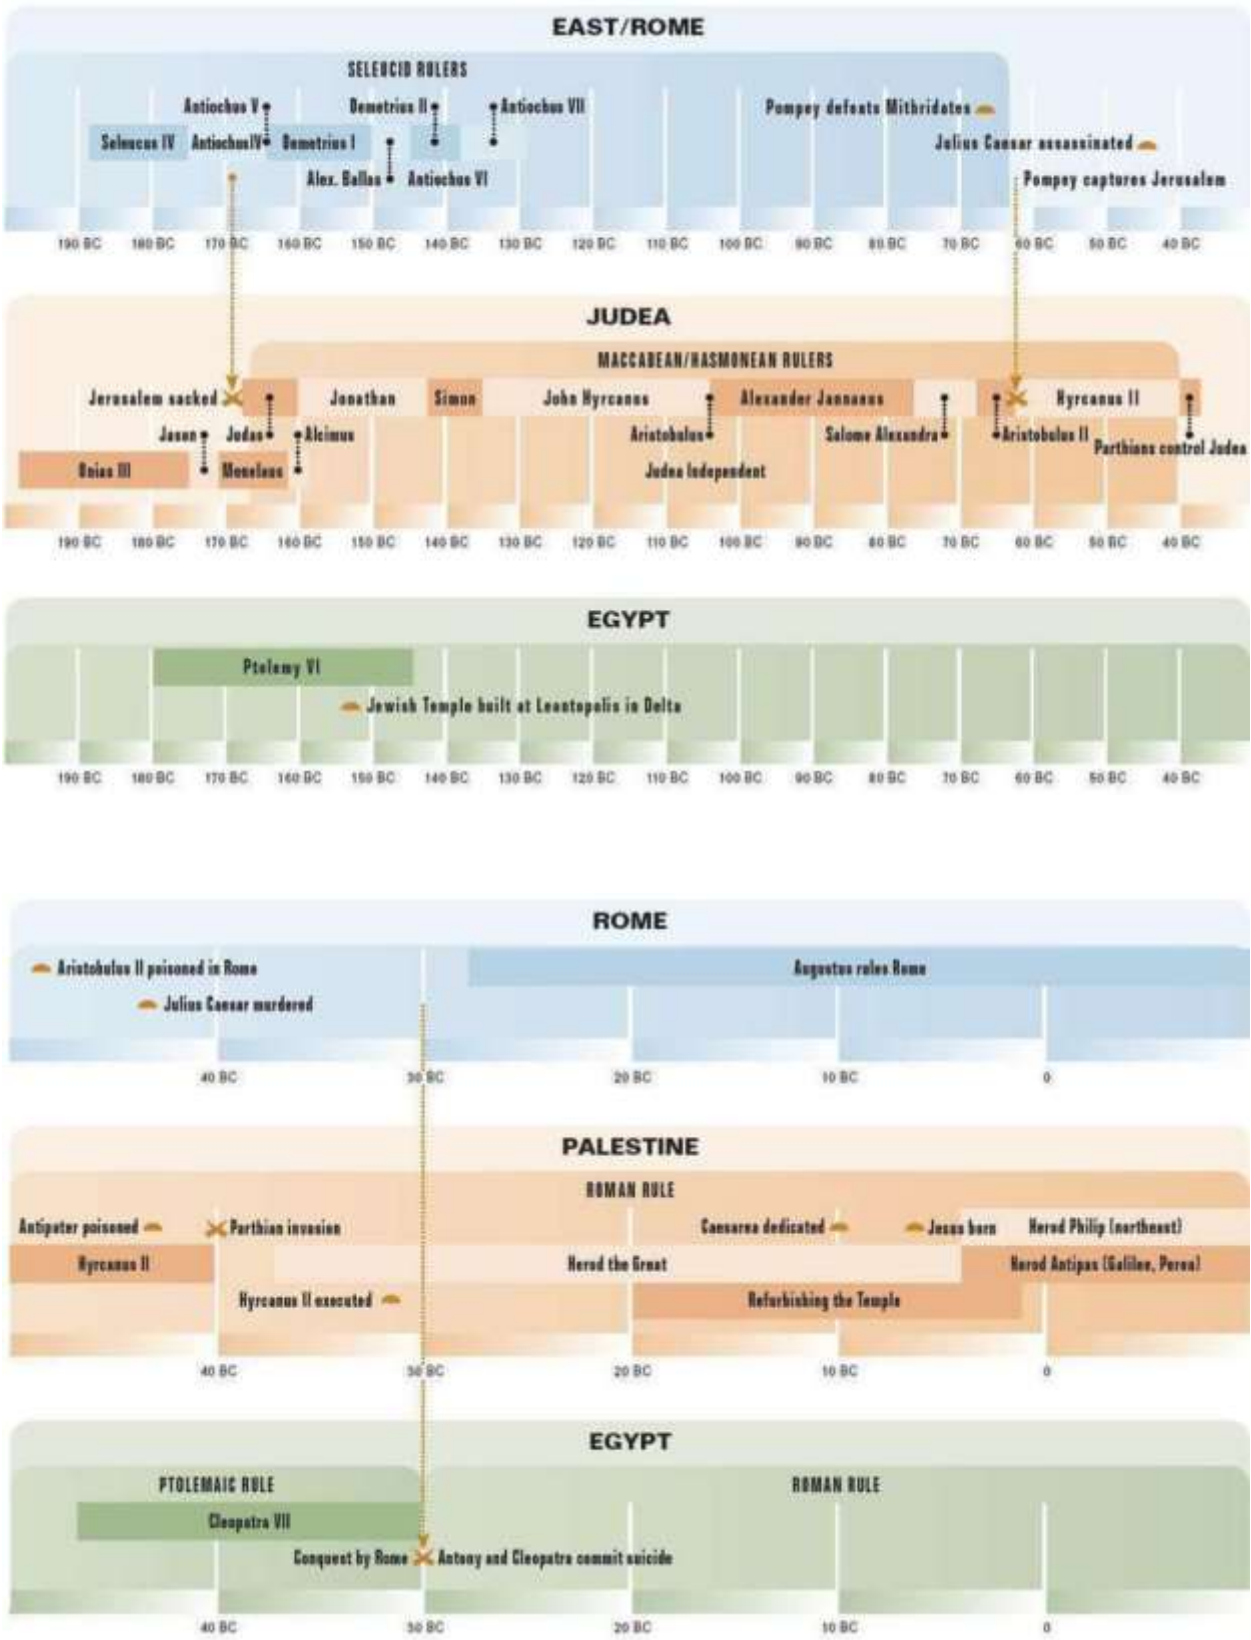 EAST/ROME
SELEUCID RULERS
Antiochus V
Demetrius II
Antiochus VII
Pompey defeats Mithridates
Seleucus IV
Antiochus IV
Demetrius I
Julius Caesar assassinated
Alex. Ballas
Antiochus VI
Pompey captures Jerusalem
190 BC 180 BC 170 BC 160 BC 150 BC 140 BC 130 BC 120 BC 110 BC 100 BC 90 BC 80 BC 70 BC 60 BC 50 BC 40 BC
JUDEA
MACCABEAN/HASMONEAN RULERS
Jerusalem sacked
Jonathan
Simon
John Hyrcanus
Alexander Jannaeus
Hyrcanus II
Jason
Judas
Alcimus
Aristobulus
Salome Alexandra
Aristobulus II
Parthians control Judea
Onias III
Menelaus
Judea Independent
190 BC 180 BC 170 BC 160 BC 150 BC 140 BC 130 BC 120 BC 110 BC 100 BC 90 BC 80 BC 70 BC 60 BC 50 BC 40 BC
EGYPT
Ptolemy VI
Jewish Temple built at Leontopolis in Delta
190 BC 180 BC 170 BC 160 BC 150 BC 140 BC 130 BC 120 BC 110 BC 100 BC 90 BC 80 BC 70 BC 60 BC 50 BC 40 BC
ROME
Aristobulus II poisoned in Rome
Augustus rules Rome
Julius Caesar murdered
40 BC 30 BC 20 BC 10 BC 0
PALESTINE
ROMAN RULE
Antipater poisoned
Parthian invasion
Caesarea dedicated
Jesus born
Herod Philip (northeast)
Hyrcanus II
Herod the Great
Herod Antipas (Galilee, Perea)
Hyrcanus II executed
Refurbishing the Temple
40 BC 30 BC 20 BC 10 BC 0
EGYPT
PTOLEMAIC RULE
ROMAN RULE
Cleopatra VII
Conquest by Rome
Antony and Cleopatra commit suicide
40 BC 30 BC 20 BC 10 BC 0